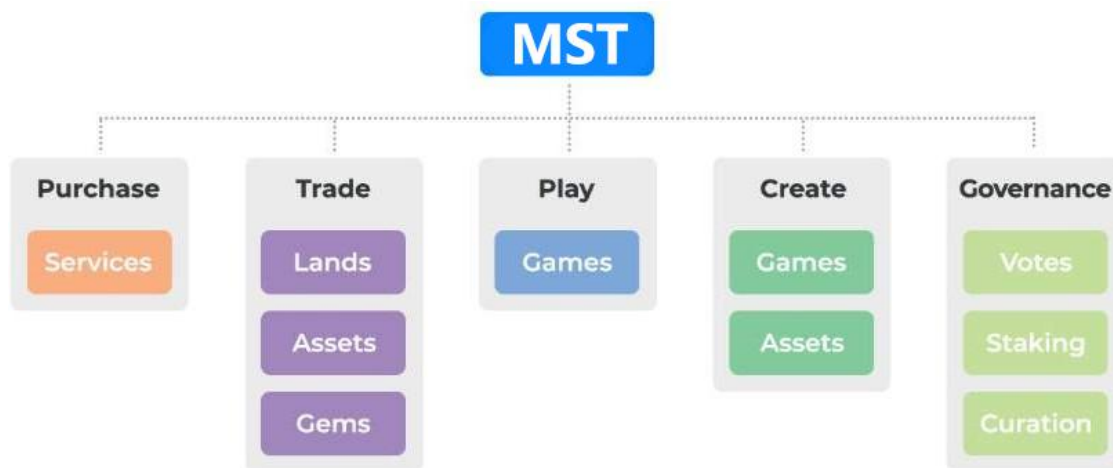 MST
Purchase
Services
Trade
Lands
Assets
Gems
Play
Games
Create
Games
Assets
Governance
Votes
Staking
Curation